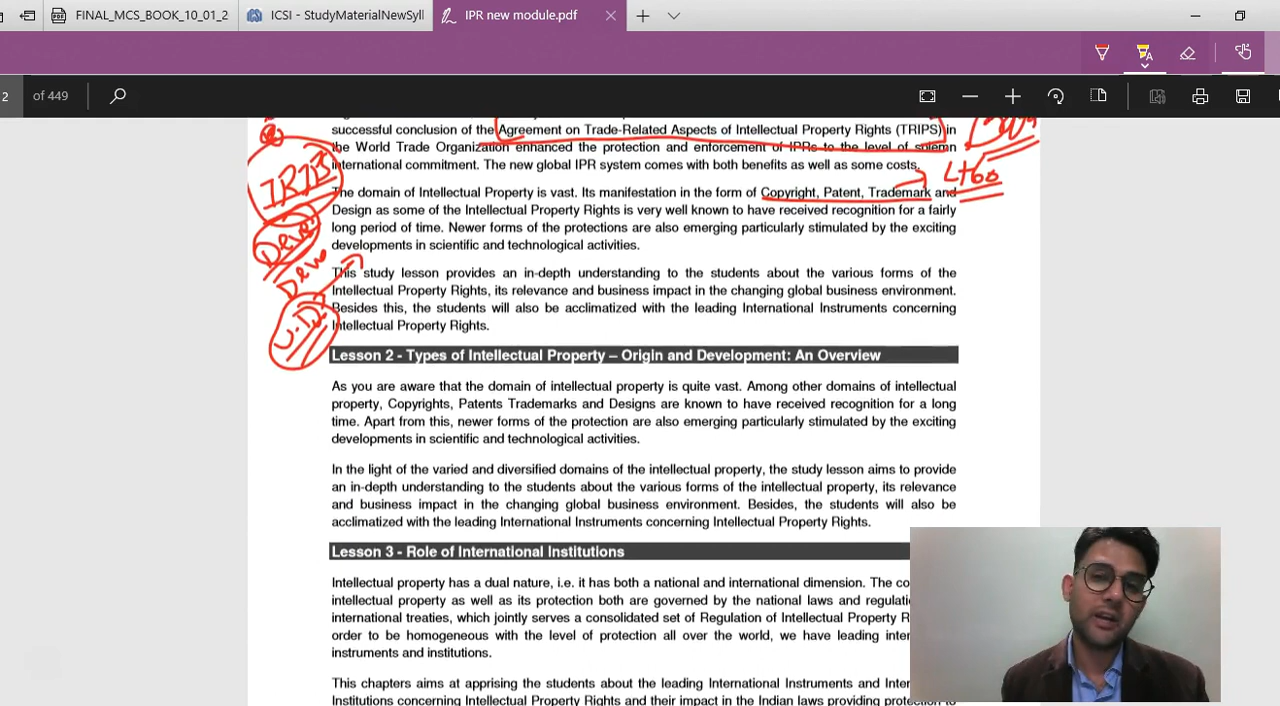 FINAL_MCS_BOOK_10_01_2
ICSI - StudyMaterialNewSyll
IPR new module.pdf
2
of 449
successful conclusion of the Agreement on Trade-Related Aspects of Intellectual Property Rights (TRIPS) in
the World Trade Organization enhanced the protection and enforcement of IPRs to the level of solemn
international commitment. The new global IPR system comes with both benefits as well as some costs.
The domain of Intellectual Property is vast. Its manifestation in the form of Copyright, Patent, Trademark and
Design as some of the Intellectual Property Rights is very well known to have received recognition for a fairly
long period of time. Newer forms of the protections are also emerging particularly stimulated by the exciting
developments in scientific and technological activities.
This study lesson provides an in-depth understanding to the students about the various forms of the
Intellectual Property Rights, its relevance and business impact in the changing global business environment.
Besides this, the students will also be acclimatized with the leading International Instruments concerning
Intellectual Property Rights.
Lesson 2 - Types of Intellectual Property – Origin and Development: An Overview
As you are aware that the domain of intellectual property is quite vast. Among other domains of intellectual
property, Copyrights, Patents Trademarks and Designs are known to have received recognition for a long
time. Apart from this, newer forms of the protection are also emerging particularly stimulated by the exciting
developments in scientific and technological activities.
In the light of the varied and diversified domains of the intellectual property, the study lesson aims to provide
an in-depth understanding to the students about the various forms of the intellectual property, its relevance
and business impact in the changing global business environment. Besides, the students will also be
acclimatized with the leading International Instruments concerning Intellectual Property Rights.
Lesson 3 - Role of International Institutions
Intellectual property has a dual nature, i.e. it has both a national and international dimension. The co
intellectual property as well as its protection both are governed by the national laws and regulati
international treaties, which jointly serves a consolidated set of Regulation of Intellectual Property R
order to be homogeneous with the level of protection all over the world, we have leading inter
instruments and institutions.
This chapters aims at apprising the students about the leading International Instruments and Inter
Institutions concerning Intellectual Property Rights and their impact in the Indian laws providing protectio